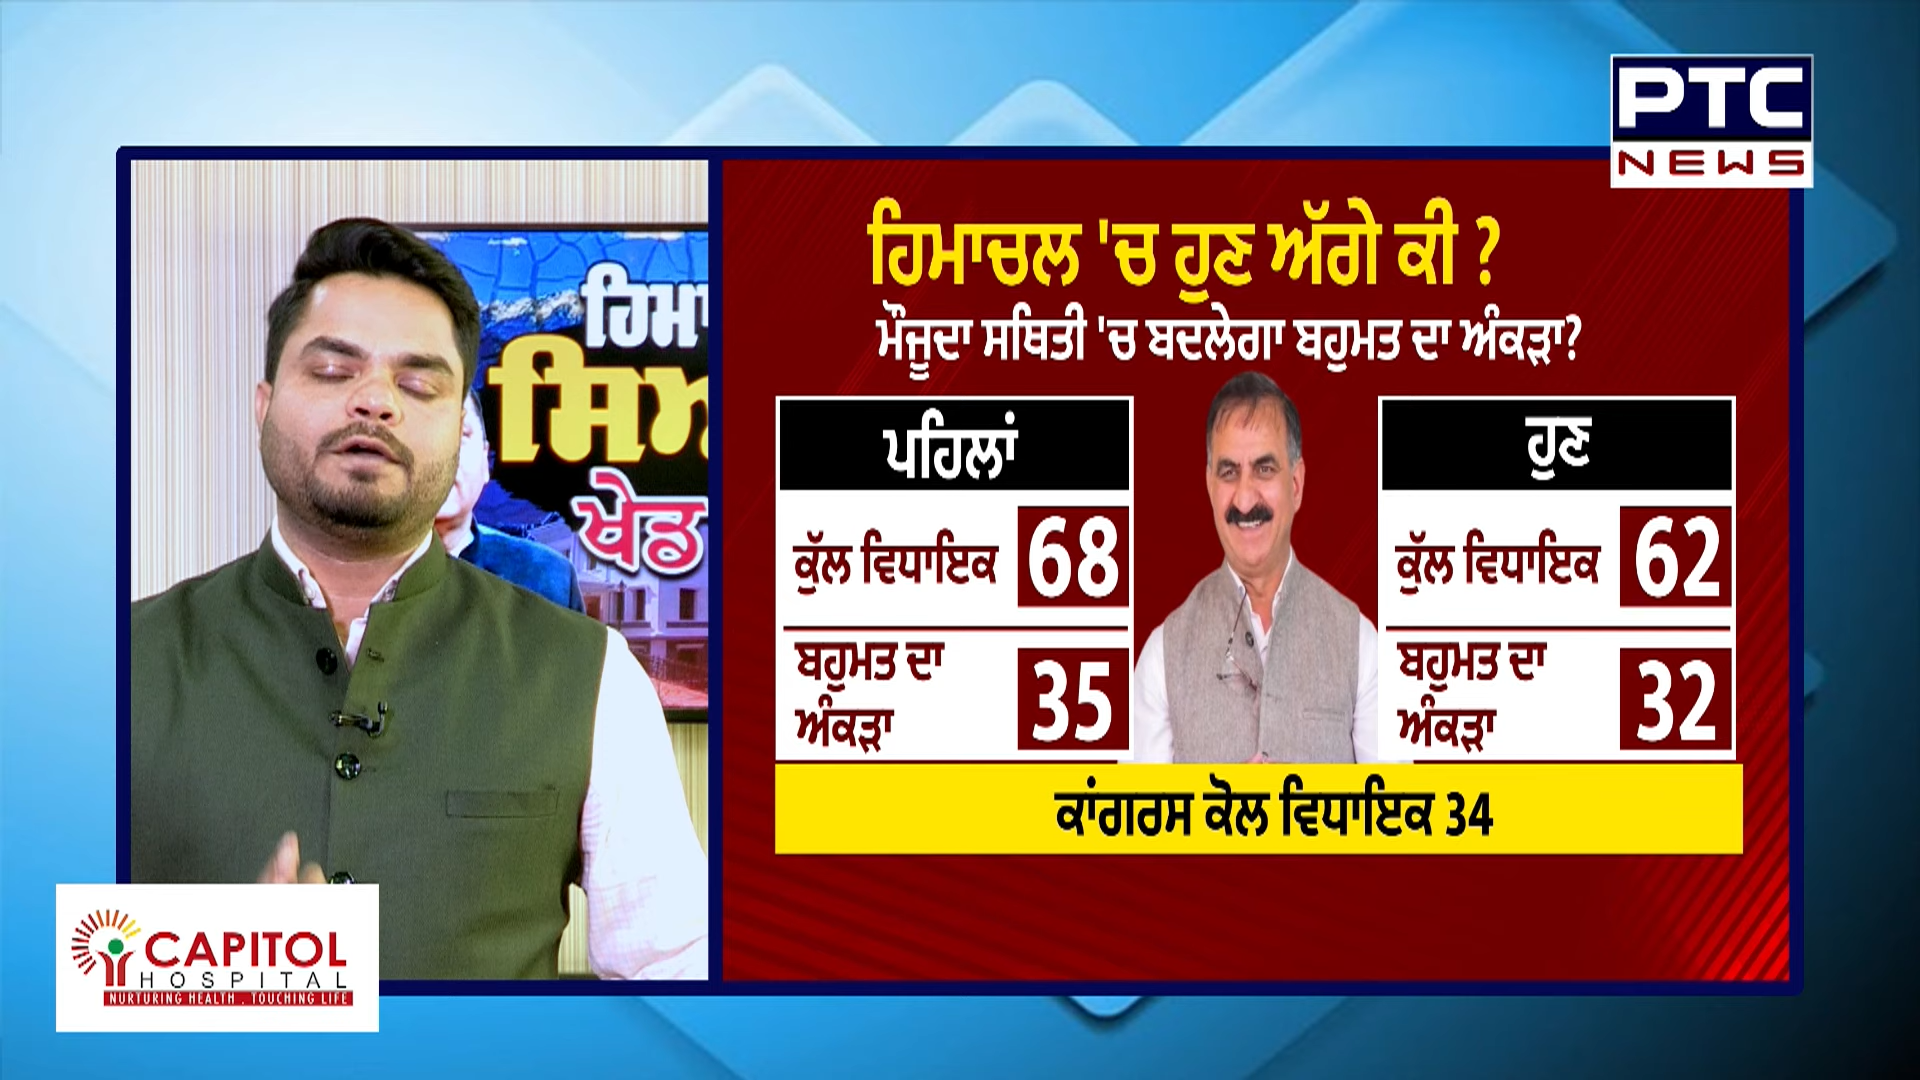 PTC
NEWS
ਹਿਮਾਚਲ 'ਚ ਹੁਣ ਅੱਗੇ ਕੀ ?
ਮੌਜੂਦਾ ਸਥਿਤੀ 'ਚ ਬਦਲੇਗਾ ਬਹੁਮਤ ਦਾ ਅੰਕੜਾ?
ਪਹਿਲਾਂ
ਕੁੱਲ ਵਿਧਾਇਕ 68
ਬਹੁਮਤ ਦਾ
ਅੰਕੜਾ 35
ਹੁਣ
ਕੁੱਲ ਵਿਧਾਇਕ 62
ਬਹੁਮਤ ਦਾ
ਅੰਕੜਾ 32
ਕਾਂਗਰਸ ਕੋਲ ਵਿਧਾਇਕ 34
ਹਿਮਾ
ਸਿਅ
ਖੇਡ
CAPITOL
HOSPITAL
NURTURING HEALTH . TOUCHING LIFE